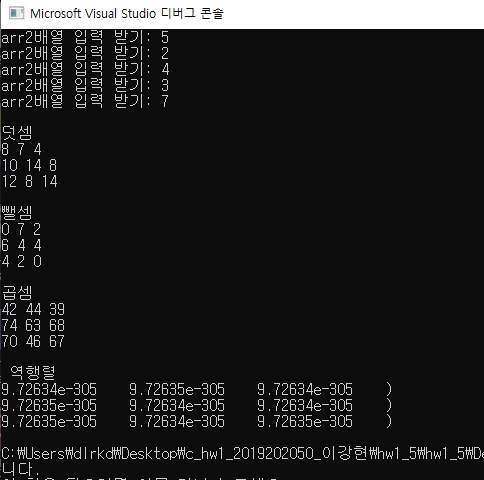 Microsoft Visual Studio 디버그 콘솔
arr2배열 입력 받기: 5
arr2배열 입력 받기: 2
arr2배열 입력 받기: 4
arr2배열 입력 받기: 3
arr2배열 입력 받기: 7
덧셈
8 7 4
10 14 8
12 8 14
뺄셈
0 7 2
6 4 4
4 2 0
곱셈
42 44 39
74 63 68
70 46 67
역행렬
9.72634e-305 9.72635e-305 9.72634e-305 )
9.72635e-305 9.72634e-305 9.72635e-305 )
9.72635e-305 9.72635e-305 9.72634e-305 )
C:\Users\dlrkd\Desktop\c_hw1_2019202050_이강현\hw1_5\hw1_5\De
니다.